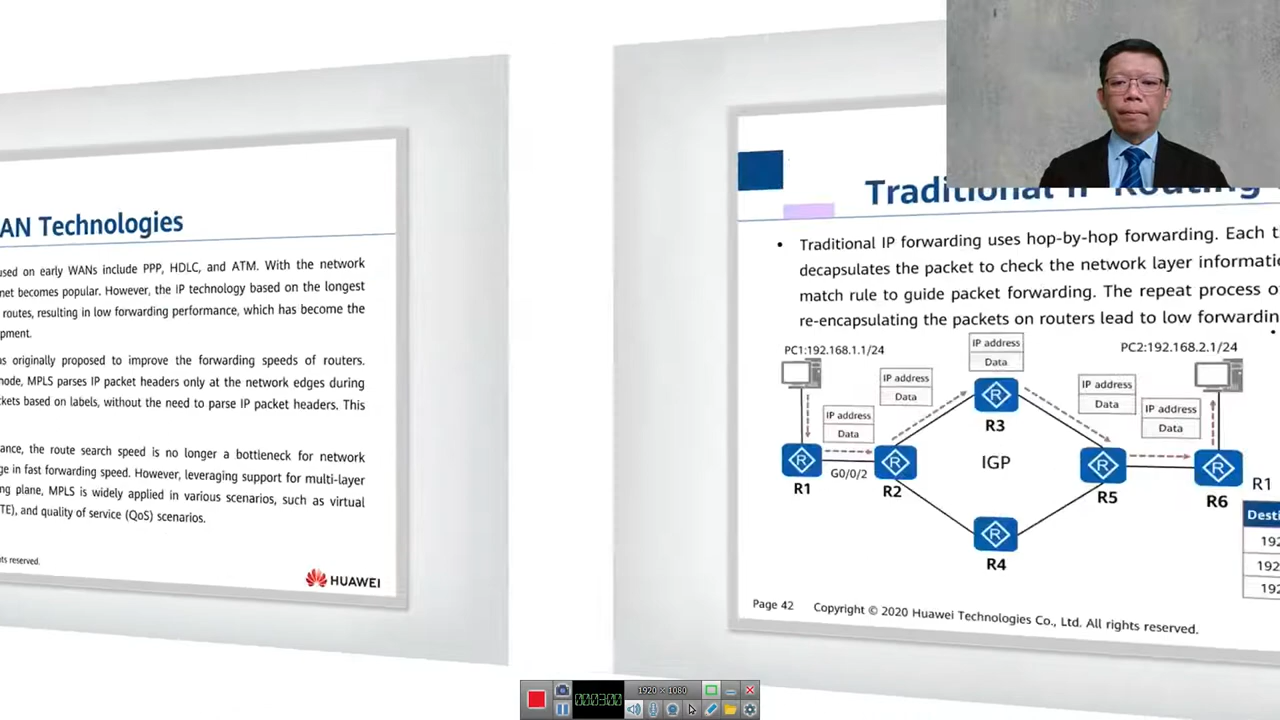 AN Technologies
used on early WANs include PPP, HDLC, and ATM. With the network
net becomes popular. However, the IP technology based on the longest
routes, resulting in low forwarding performance, which has become the
pment.
as originally proposed to improve the forwarding speeds of routers.
node, MPLS parses IP packet headers only at the network edges during
kets based on labels, without the need to parse IP packet headers. This
ance, the route search speed is no longer a bottleneck for network
ge in fast forwarding speed. However, leveraging support for multi-layer
ng plane, MPLS is widely applied in various scenarios, such as virtual
TE), and quality of service (QoS) scenarios.
ts reserved.
HUAWEI
Traditional IP Routing
• Traditional IP forwarding uses hop-by-hop forwarding. Each
decapsulates the packet to check the network layer informati
match rule to guide packet forwarding. The repeat process of
re-encapsulating the packets on routers lead to low forwardin
PC1:192.168.1.1/24
PC2:192.168.2.1/24
IP address
Data
IP address
Data
IP address
Data
IP address
Data
IP address
Data
R3
IGP
G0/0/2
R1
R2
R5
R6
R1
R4
Desti
192
192
192
Page 42 Copyright © 2020 Huawei Technologies Co., Ltd. All rights reserved.
000300
1920 × 1080